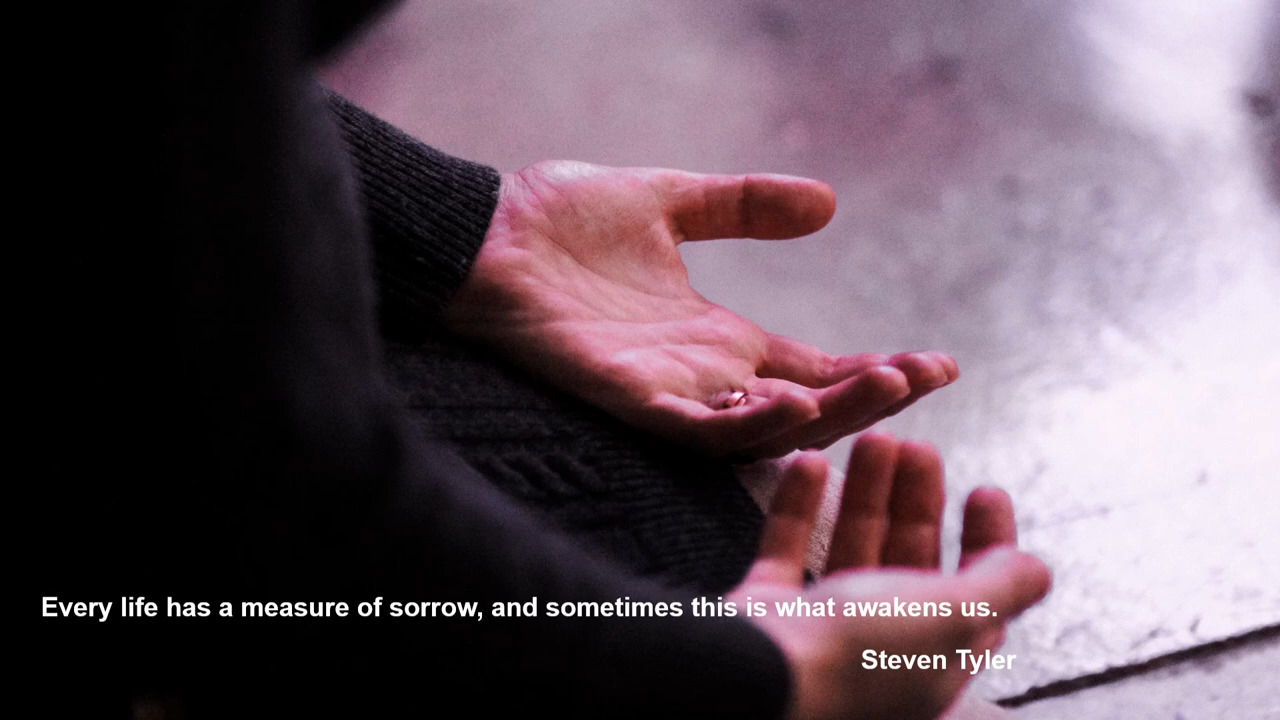 Every life has a measure of sorrow, and sometimes this is what awakens us.
Steven Tyler